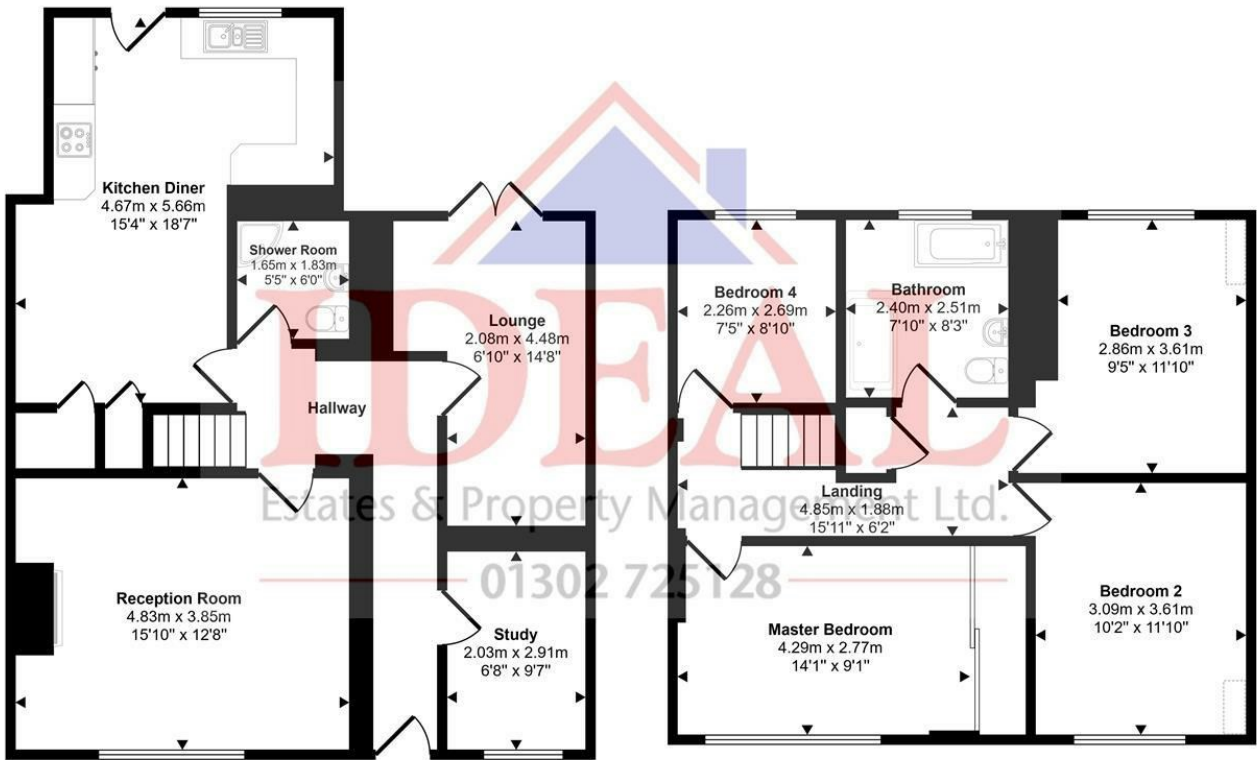 Kitchen Diner
4.67m x 5.66m
15'4" x 18'7"
Shower Room
1.65m x 1.83m
5'5" x 6'0"
Lounge
2.08m x 4.48m
6'10" x 14'8"
Hallway
Reception Room
4.83m x 3.85m
15'10" x 12'8"
Study
2.03m x 2.91m
6'8" x 9'7"
Bedroom 4
2.26m x 2.69m
7'5" x 8'10"
Bathroom
2.40m x 2.51m
7'10" x 8'3"
Bedroom 3
2.86m x 3.61m
9'5" x 11'10"
Landing
4.85m x 1.88m
15'11" x 6'2"
Master Bedroom
4.29m x 2.77m
14'1" x 9'1"
Bedroom 2
3.09m x 3.61m
10'2" x 11'10"
IDEAL
Estates & Property Management Ltd.
01302 725128